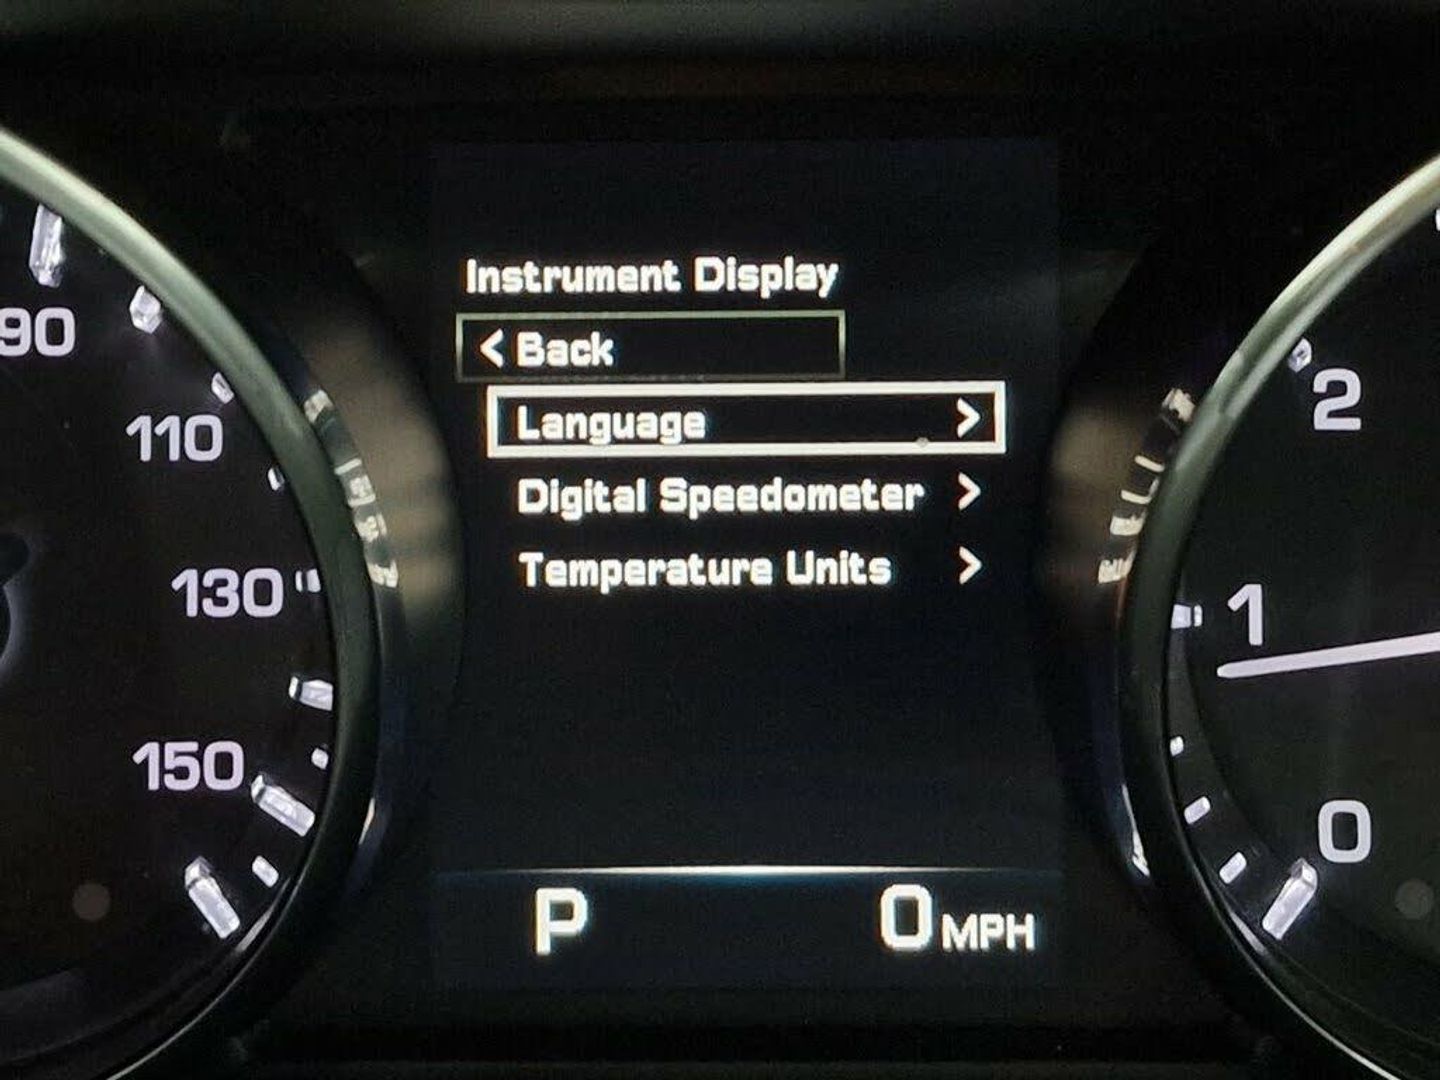 Instrument Display
< Back
Language >
Digital Speedometer >
Temperature Units >
P 0 MPH
90
110
130
150
2
1
0